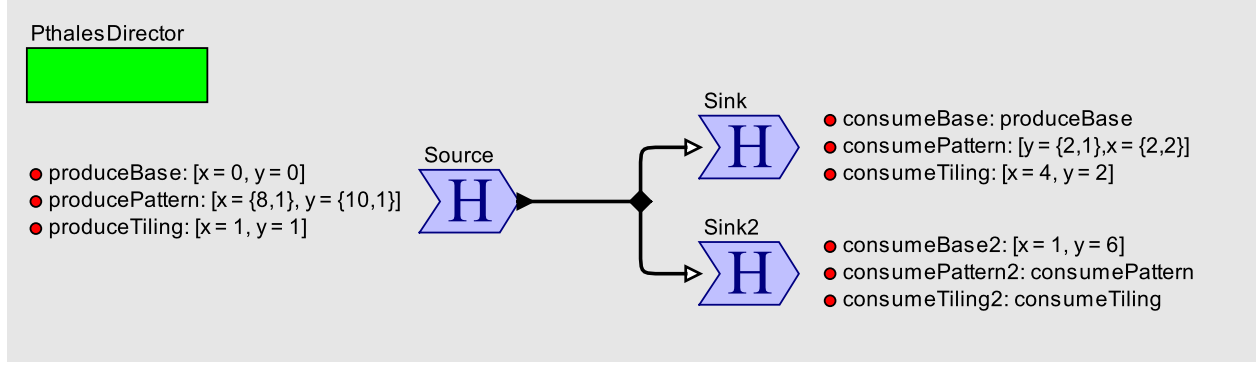 PthalesDirector
Source
H
produceBase: [x = 0, y = 0]
producePattern: [x = {8,1}, y = {10,1}]
produceTiling: [x = 1, y = 1]
Sink
H
consumeBase: produceBase
consumePattern: [y = {2,1},x = {2,2}]
consumeTiling: [x = 4, y = 2]
Sink2
H
consumeBase2: [x = 1, y = 6]
consumePattern2: consumePattern
consumeTiling2: consumeTiling